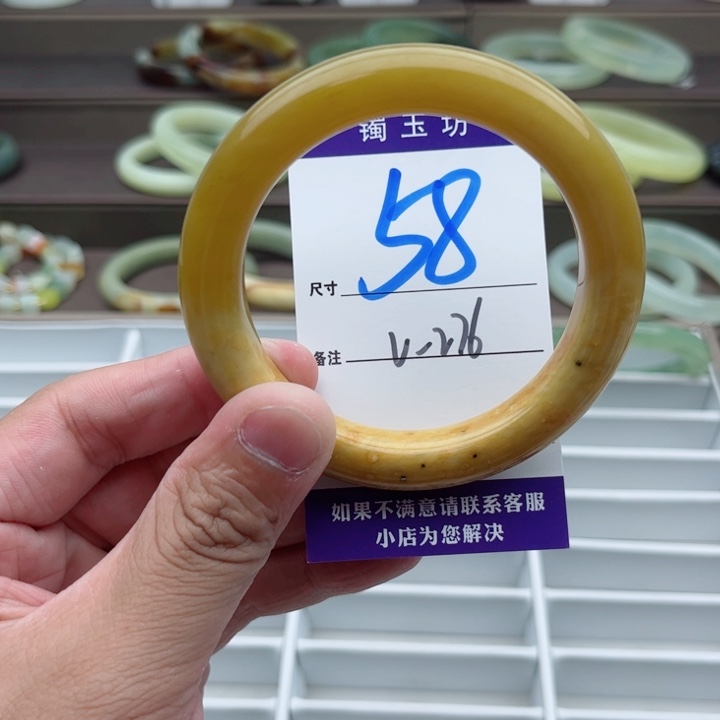 镯玉坊
58
尺寸
备注 V-226
如果不满意请联系客服
小店为您解决